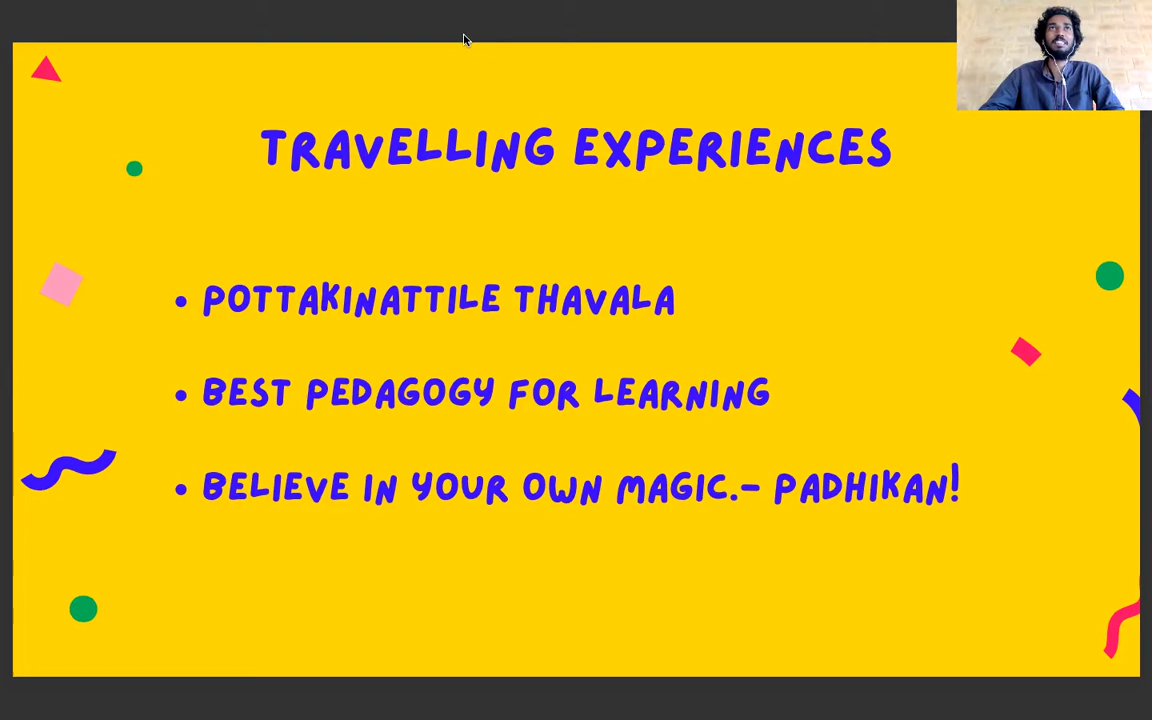 TRAVELLING EXPERIENCES
• POTTAKINATTILE THAVALA
• BEST PEDAGOGY FOR LEARNING
• BELIEVE IN YOUR OWN MAGIC.- PADHIKAN!